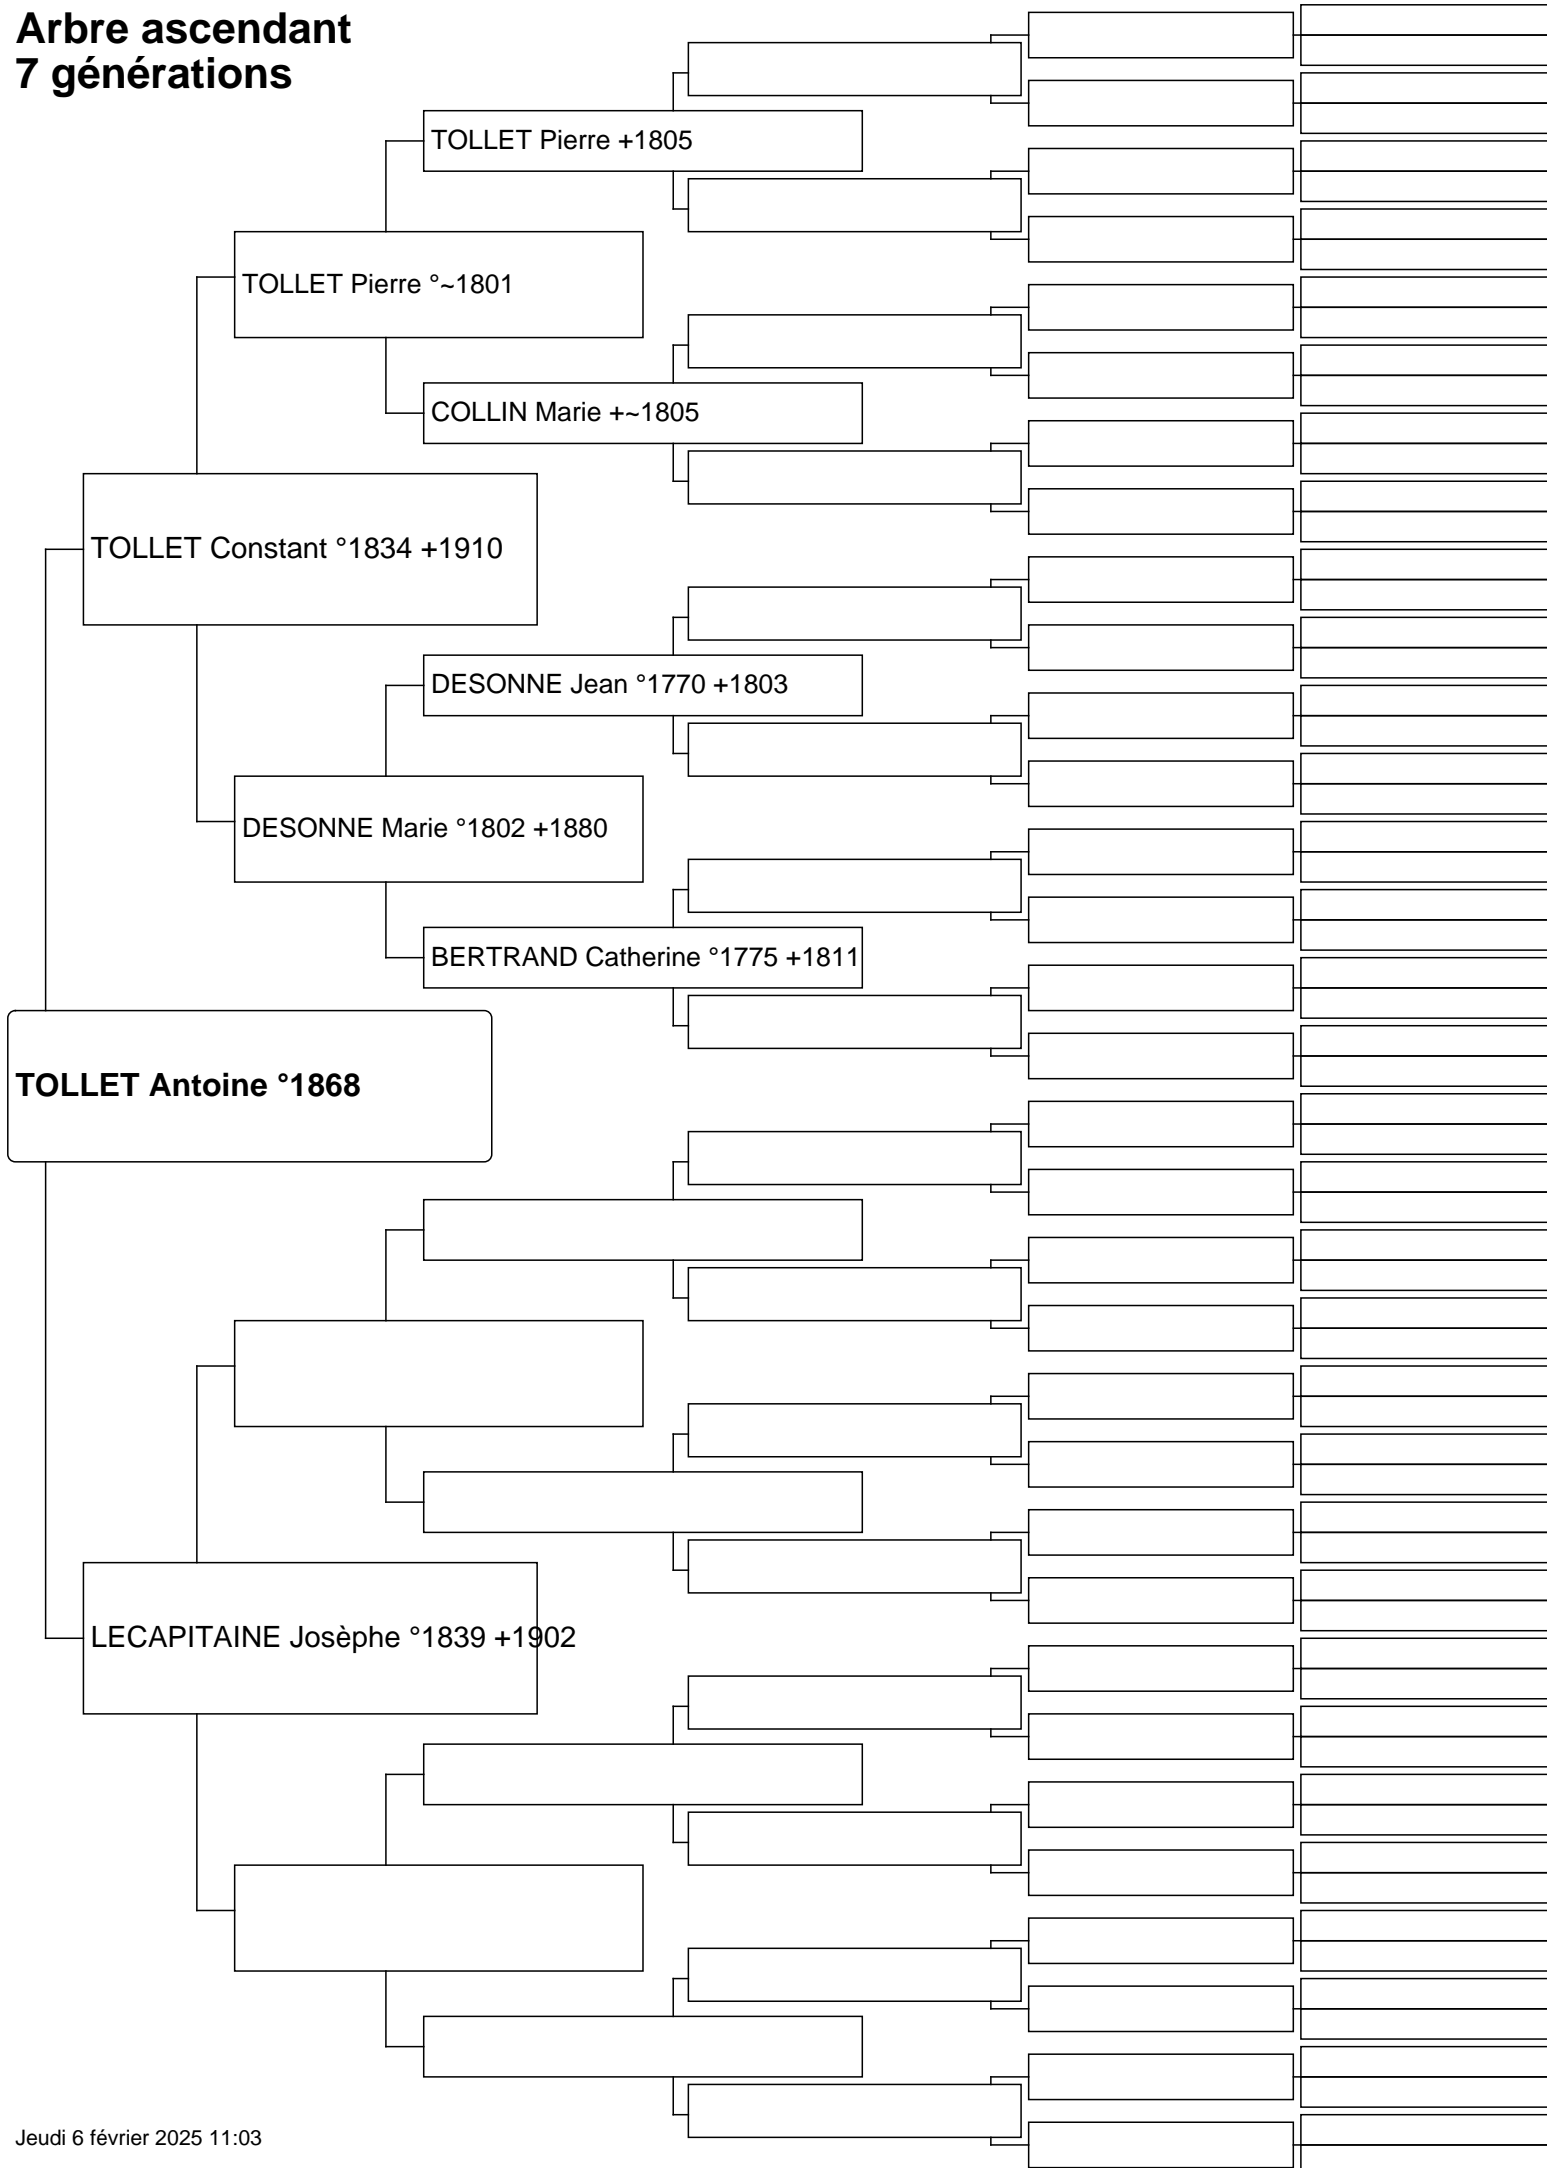 Arbre ascendant
7 générations
TOLLET Pierre +1805
TOLLET Pierre °~1801
COLLIN Marie +~1805
TOLLET Constant °1834 +1910
DESONNE Jean °1770 +1803
DESONNE Marie °1802 +1880
BERTRAND Catherine °1775 +1811
TOLLET Antoine °1868
LECAPITAINE Josèphe °1839 +1902
Jeudi 6 février 2025 11:03